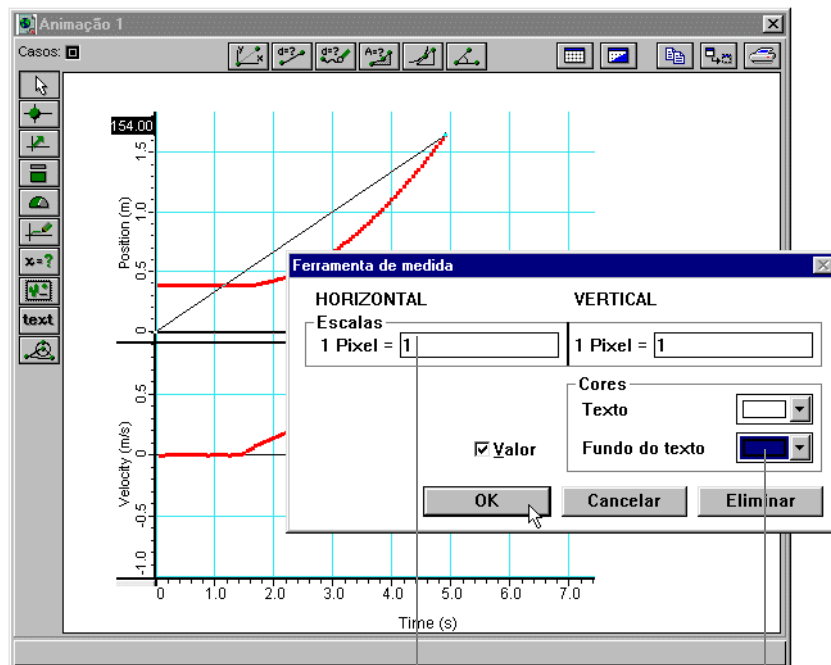 Animação 1
Casos:
y x d=? d=? A=?
x=?
text
154.00
1.5
1.0
0.5
0
Position (m)
0.5
0
-0.5
-1.0
Velocity (m/s)
0 1.0 2.0 3.0 4.0 5.0 6.0 7.0
Time (s)
Ferramenta de medida
HORIZONTAL VERTICAL
Escalas
1 Pixel = 1 1 Pixel = 1
Cores
Texto
Valor Fundo do texto
OK Cancelar Eliminar